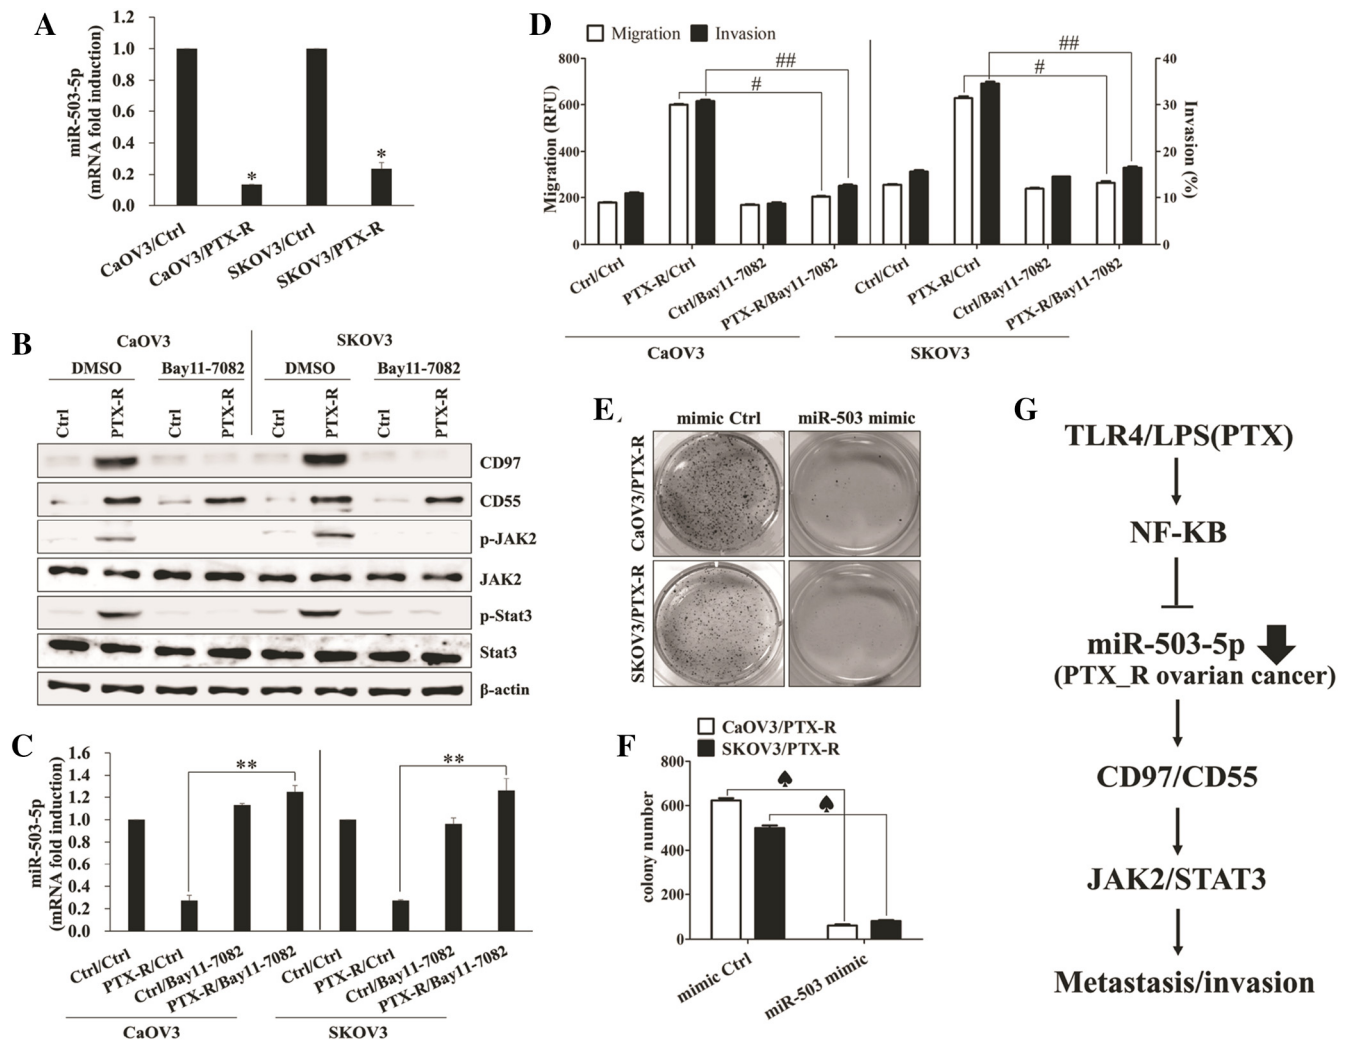 A
miR-503-5p
(mRNA fold induction)
1.2
1.0
0.8
0.6
0.4
0.2
0.0
*
*
CaOV3/Ctrl
CaOV3/PTX-R
SKOV3/Ctrl
SKOV3/PTX-R
B
CaOV3 SKOV3
DMSO Bay11-7082 DMSO Bay11-7082
Ctrl PTX-R Ctrl PTX-R Ctrl PTX-R Ctrl PTX-R
CD97
CD55
p-JAK2
JAK2
p-Stat3
Stat3
β-actin
C
miR-503-5p
(mRNA fold induction)
1.6
1.4
1.2
1.0
0.8
0.6
0.4
0.2
0.0
** **
Ctrl/Ctrl
PTX-R/Ctrl
Ctrl/Bay11-7082
PTX-R/Bay11-7082
Ctrl/Ctrl
PTX-R/Ctrl
Ctrl/Bay11-7082
PTX-R/Bay11-7082
CaOV3 SKOV3
D
Migration Invasion
Migration (RFU)
800
600
400
200
0
##
#
##
#
40
30
20
10
0
Invasion (%)
Ctrl/Ctrl
PTX-R/Ctrl
Ctrl/Bay11-7082
PTX-R/Bay11-7082
Ctrl/Ctrl
PTX-R/Ctrl
Ctrl/Bay11-7082
PTX-R/Bay11-7082
CaOV3 SKOV3
E
mimic Ctrl miR-503 mimic
CaOV3/PTX-R
SKOV3/PTX-R
F
CaOV3/PTX-R
SKOV3/PTX-R
colony number
800
600
400
200
0
♠
♠
mimic Ctrl
miR-503 mimic
G
TLR4/LPS(PTX)
NF-KB
miR-503-5p
(PTX_R ovarian cancer)
CD97/CD55
JAK2/STAT3
Metastasis/invasion